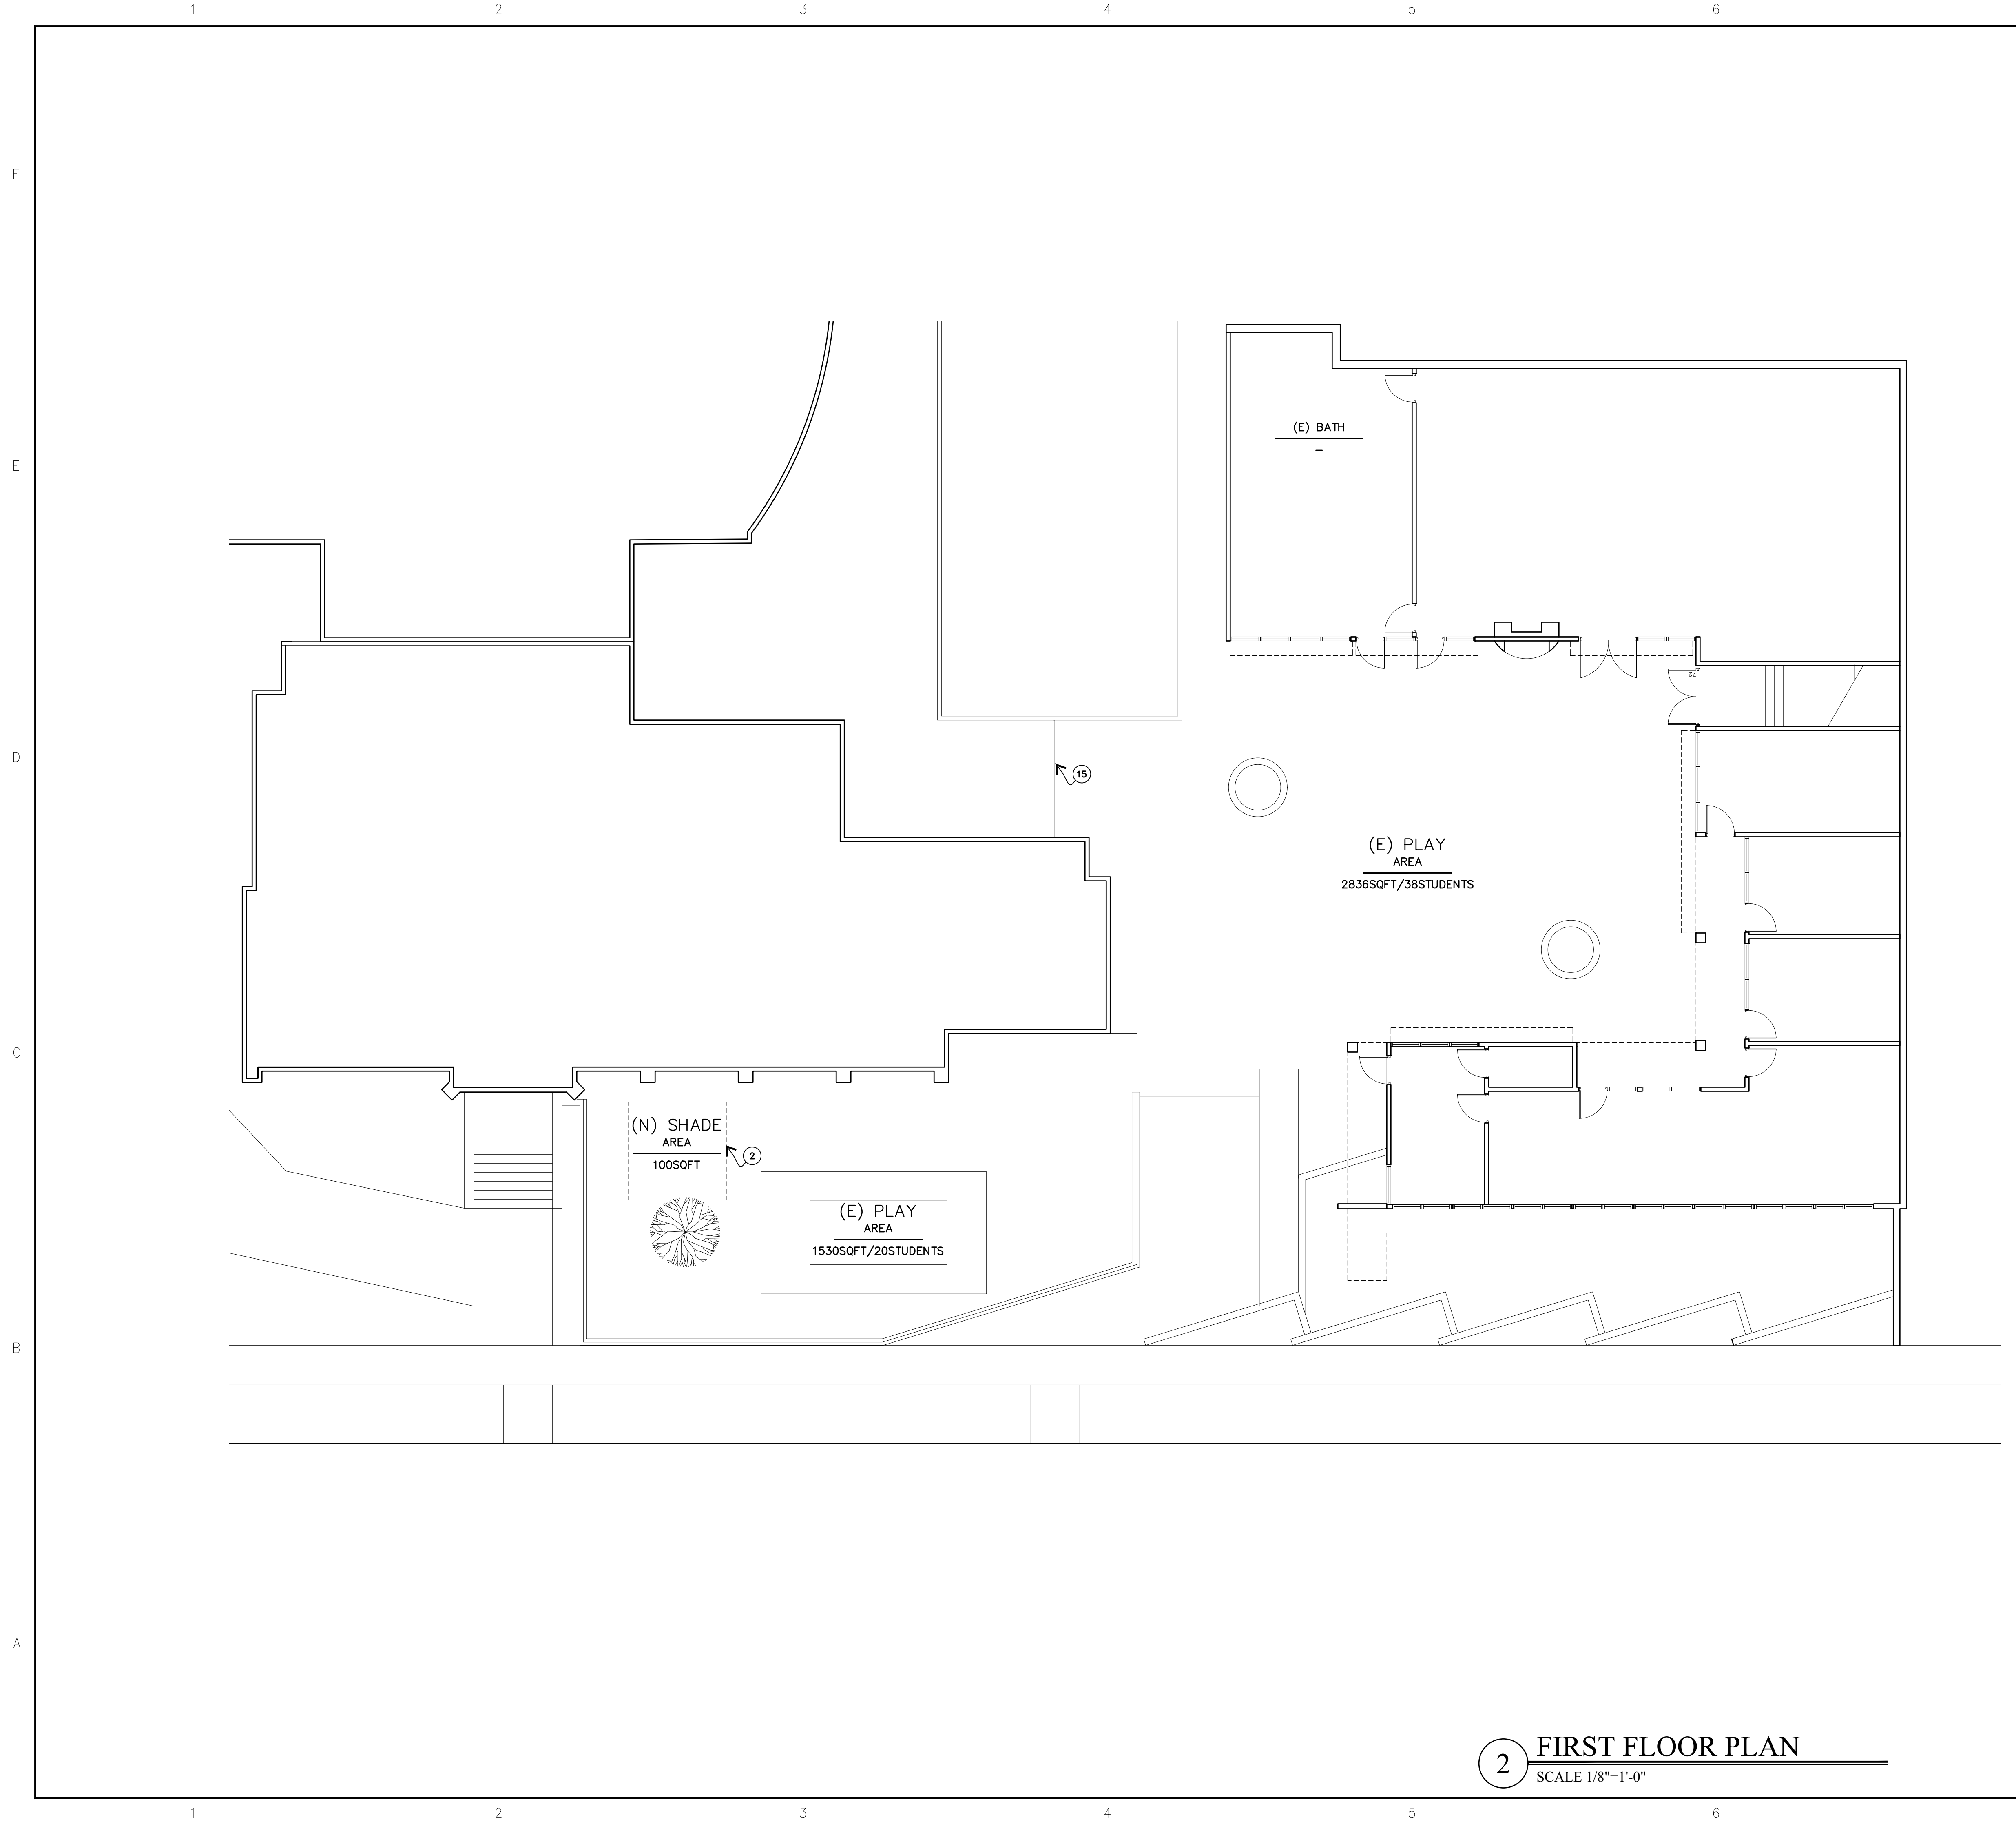 1 2 3 4 5 6
F
E
(E) BATH
–
72
D
15
(E) PLAY
AREA
2836SQFT/38STUDENTS
C
(N) SHADE
AREA
100SQFT
2
(E) PLAY
AREA
1530SQFT/20STUDENTS
B
A
2 FIRST FLOOR PLAN
SCALE 1/8"=1'-0"
1 2 3 4 5 6